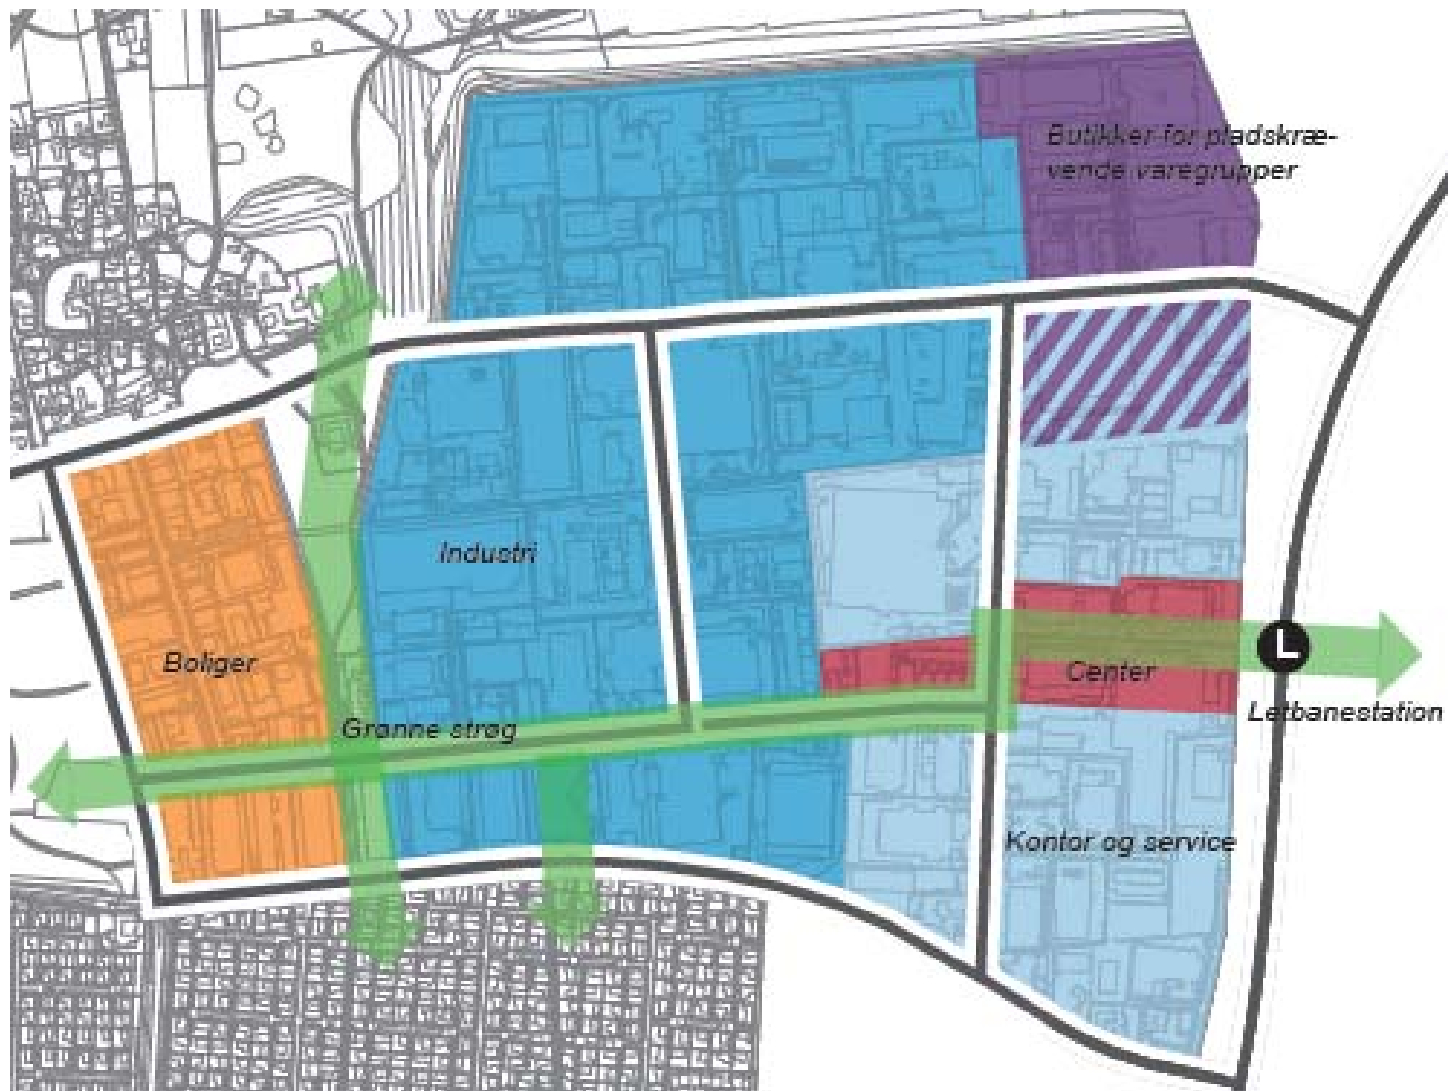 Butikker for pladskræ-
vende varegrupper
Industri
Boliger
Center
L
Letbanestation
Grønne strøg
Kontor og service